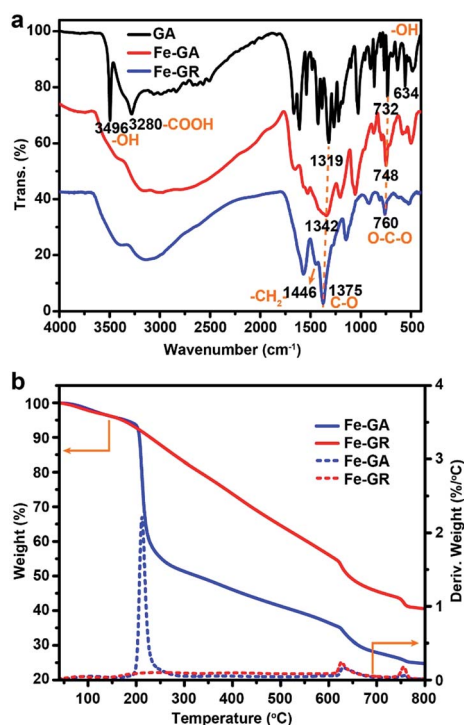 a
GA
Fe-GA
Fe-GR
-OH
100
80
60
40
20
0
Trans. (%)
3496
-OH
3280
-COOH
1319
732
634
748
1342
760
O-C-O
-CH2
1446
1375
C-O
4000 3500 3000 2500 2000 1500 1000 500
Wavenumber (cm-1)
b
Fe-GA
Fe-GR
Fe-GA
Fe-GR
100
90
80
70
60
50
40
30
20
Weight (%)
4
3
2
1
0
Deriv. Weight (%/oC)
100 200 300 400 500 600 700 800
Temperature (oC)